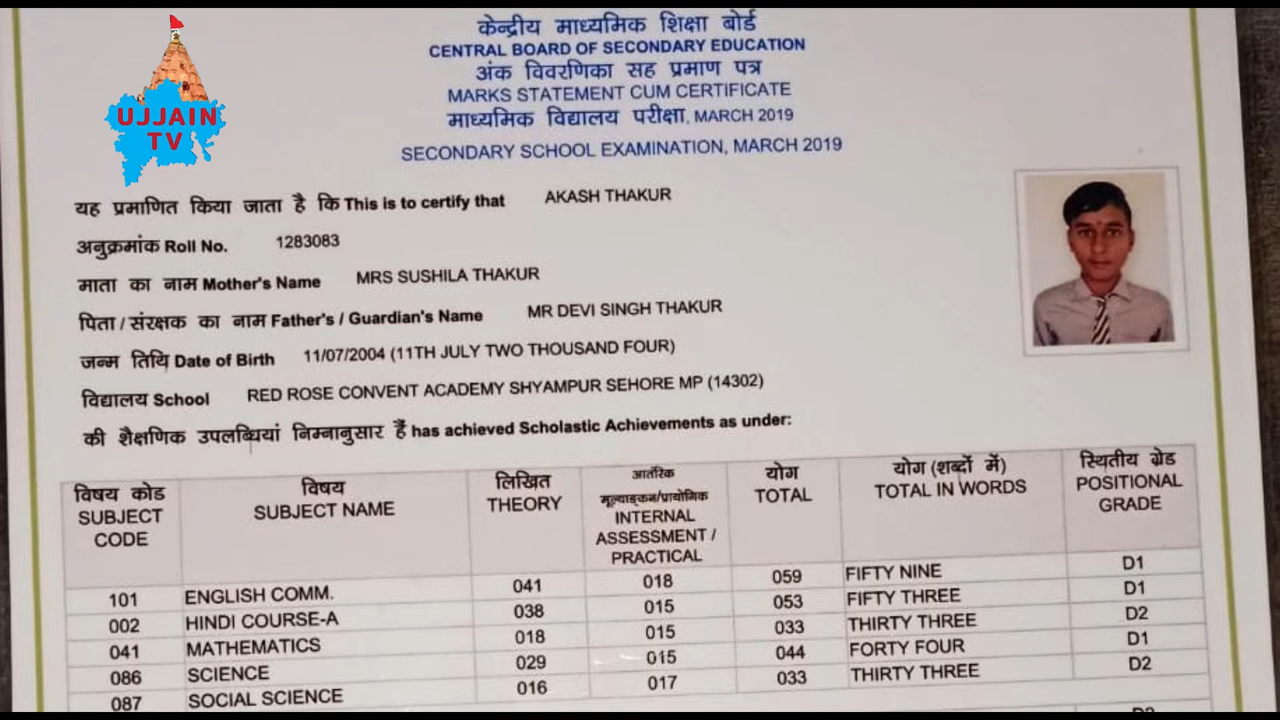 केन्द्रीय माध्यमिक शिक्षा बोर्ड
CENTRAL BOARD OF SECONDARY EDUCATION
अंक विवरणिका सह प्रमाण पत्र
MARKS STATEMENT CUM CERTIFICATE
माध्यमिक विद्यालय परीक्षा, MARCH 2019
SECONDARY SCHOOL EXAMINATION, MARCH 2019
UJJAIN
TV
यह प्रमाणित किया जाता है कि This is to certify that AKASH THAKUR
अनुक्रमांक Roll No. 1283083
माता का नाम Mother's Name MRS SUSHILA THAKUR
पिता / संरक्षक का नाम Father's / Guardian's Name MR DEVI SINGH THAKUR
जन्म तिथि Date of Birth 11/07/2004 (11TH JULY TWO THOUSAND FOUR)
विद्यालय School RED ROSE CONVENT ACADEMY SHYAMPUR SEHORE MP (14302)
की शैक्षणिक उपलब्धियां निम्नानुसार हैं has achieved Scholastic Achievements as under:
विषय कोड
SUBJECT
CODE
विषय
SUBJECT NAME
लिखित
THEORY
आतंरिक
मूल्याङ्कन/प्रायोगिक
INTERNAL
ASSESSMENT /
PRACTICAL
योग
TOTAL
योग (शब्दों में)
TOTAL IN WORDS
स्थितीय ग्रेड
POSITIONAL
GRADE
101 ENGLISH COMM. 041 018 059 FIFTY NINE D1
002 HINDI COURSE-A 038 015 053 FIFTY THREE D1
041 MATHEMATICS 018 015 033 THIRTY THREE D2
086 SCIENCE 029 015 044 FORTY FOUR D1
087 SOCIAL SCIENCE 016 017 033 THIRTY THREE D2